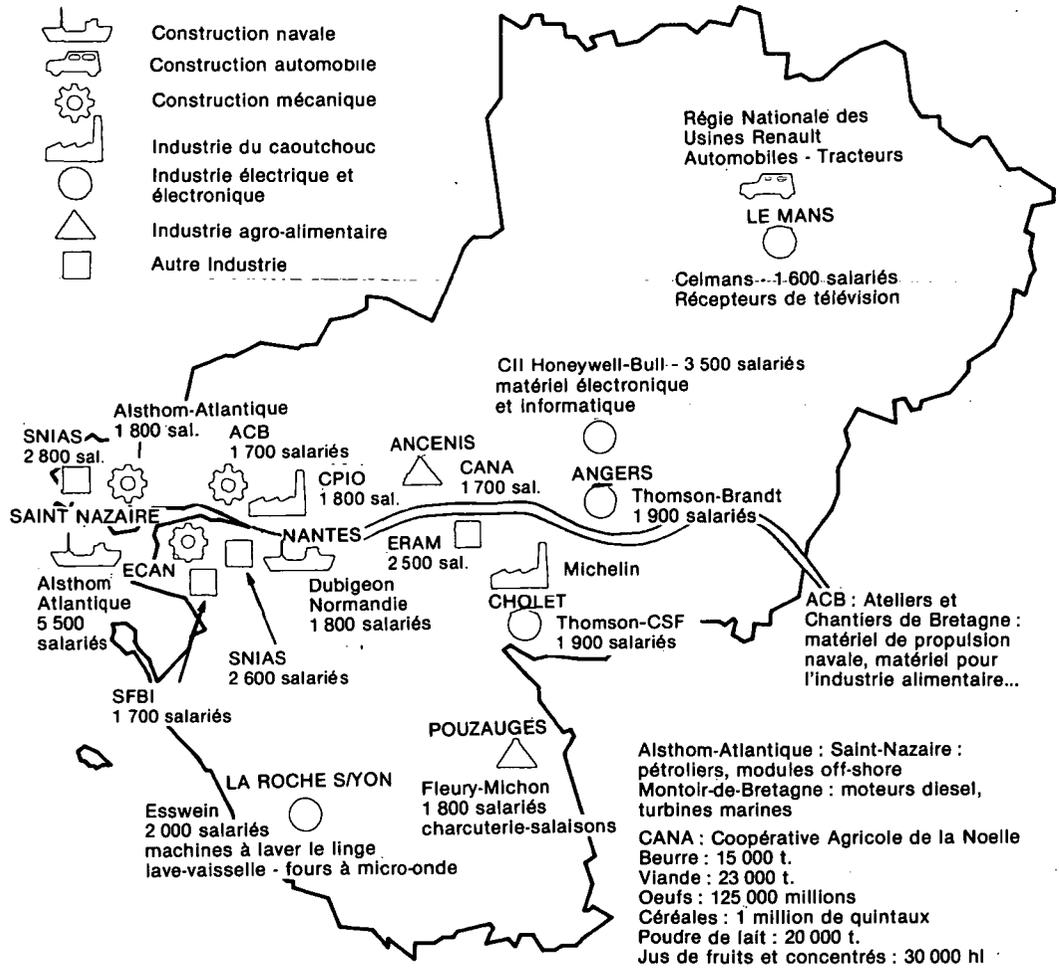 Construction navale
Construction automobile
Construction mécanique
Industrie du caoutchouc
Industrie électrique et
électronique
Industrie agro-alimentaire
Autre Industrie
Régie Nationale des
Usines Renault
Automobiles - Tracteurs
LE MANS
Celmans - 1 600 salariés
Récepteurs de télévision
CII Honeywell-Bull - 3 500 salariés
matériel électronique
et informatique
Alsthom-Atlantique
1 800 sal.
SNIAS
2 800 sal.
ACB
1 700 salariés
CPIO
1 800 sal.
ANCENIS
CANA
1 700 sal.
ANGERS
Thomson-Brandt
1 900 salariés
SAINT NAZAIRE
NANTES
ERAM
2 500 sal.
Michelin
ECAN
Alsthom
Atlantique
5 500
salariés
Dubigeon
Normandie
1 800 salariés
CHOLET
Thomson-CSF
1 900 salariés
ACB : Ateliers et
Chantiers de Bretagne :
matériel de propulsion
navale, matériel pour
l'industrie alimentaire...
SNIAS
2 600 salariés
SFBI
1 700 salariés
POUZAUGES
Fleury-Michon
1 800 salariés
charcuterie-salaisons
LA ROCHE S/YON
Esswein
2 000 salariés
machines à laver le linge
lave-vaisselle - fours à micro-onde
Alsthom-Atlantique : Saint-Nazaire :
pétroliers, modules off-shore
Montoir-de-Bretagne : moteurs diesel,
turbines marines
CANA : Coopérative Agricole de la Noelle
Beurre : 15 000 t.
Viande : 23 000 t.
Oeufs : 125 000 millions
Céréales : 1 million de quintaux
Poudre de lait : 20 000 t.
Jus de fruits et concentrés : 30 000 hl